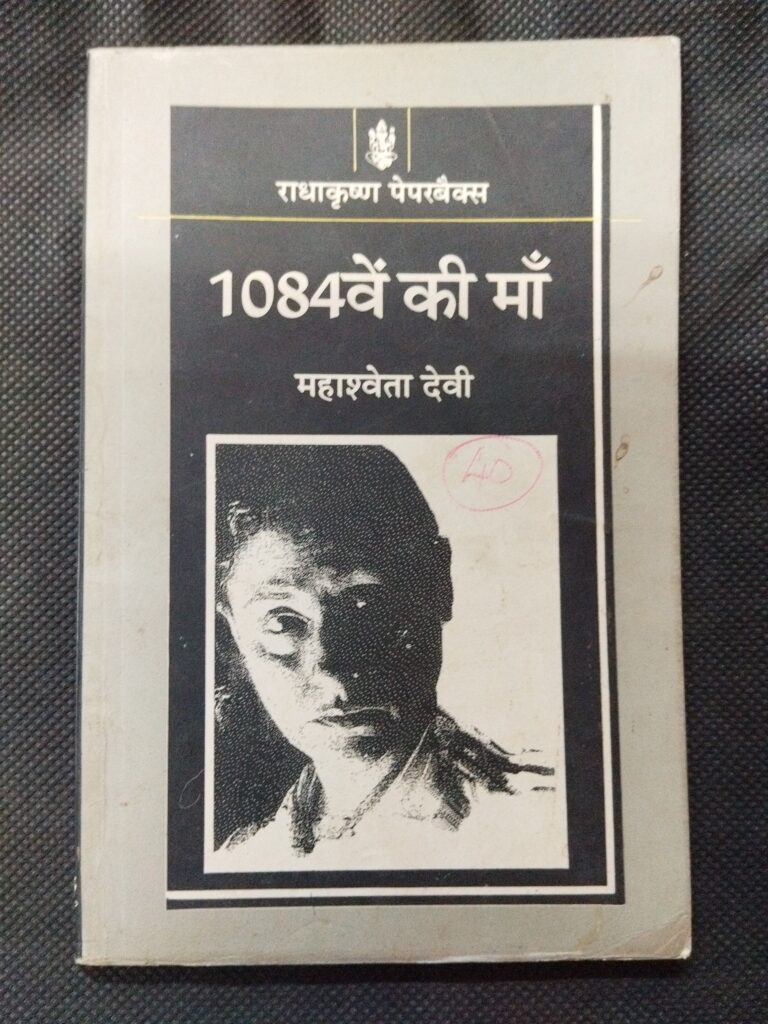 राधाकृष्ण पेपरबैक्स
1084वें की माँ
महाश्वेता देवी
40